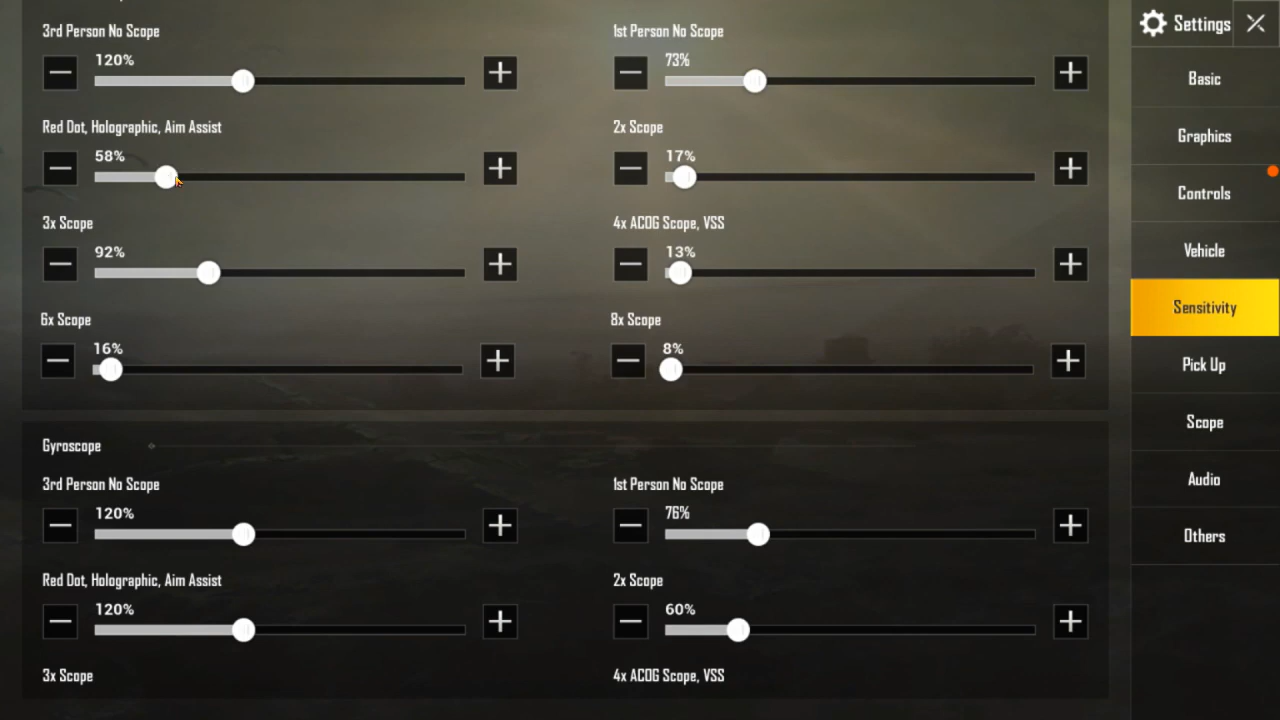 3rd Person No Scope
120%
1st Person No Scope
73%
Red Dot, Holographic, Aim Assist
58%
2x Scope
17%
3x Scope
92%
4x ACOG Scope, VSS
13%
6x Scope
16%
8x Scope
8%
Gyroscope
3rd Person No Scope
120%
1st Person No Scope
76%
Red Dot, Holographic, Aim Assist
120%
2x Scope
60%
3x Scope
4x ACOG Scope, VSS
Settings
Basic
Graphics
Controls
Vehicle
Sensitivity
Pick Up
Scope
Audio
Others